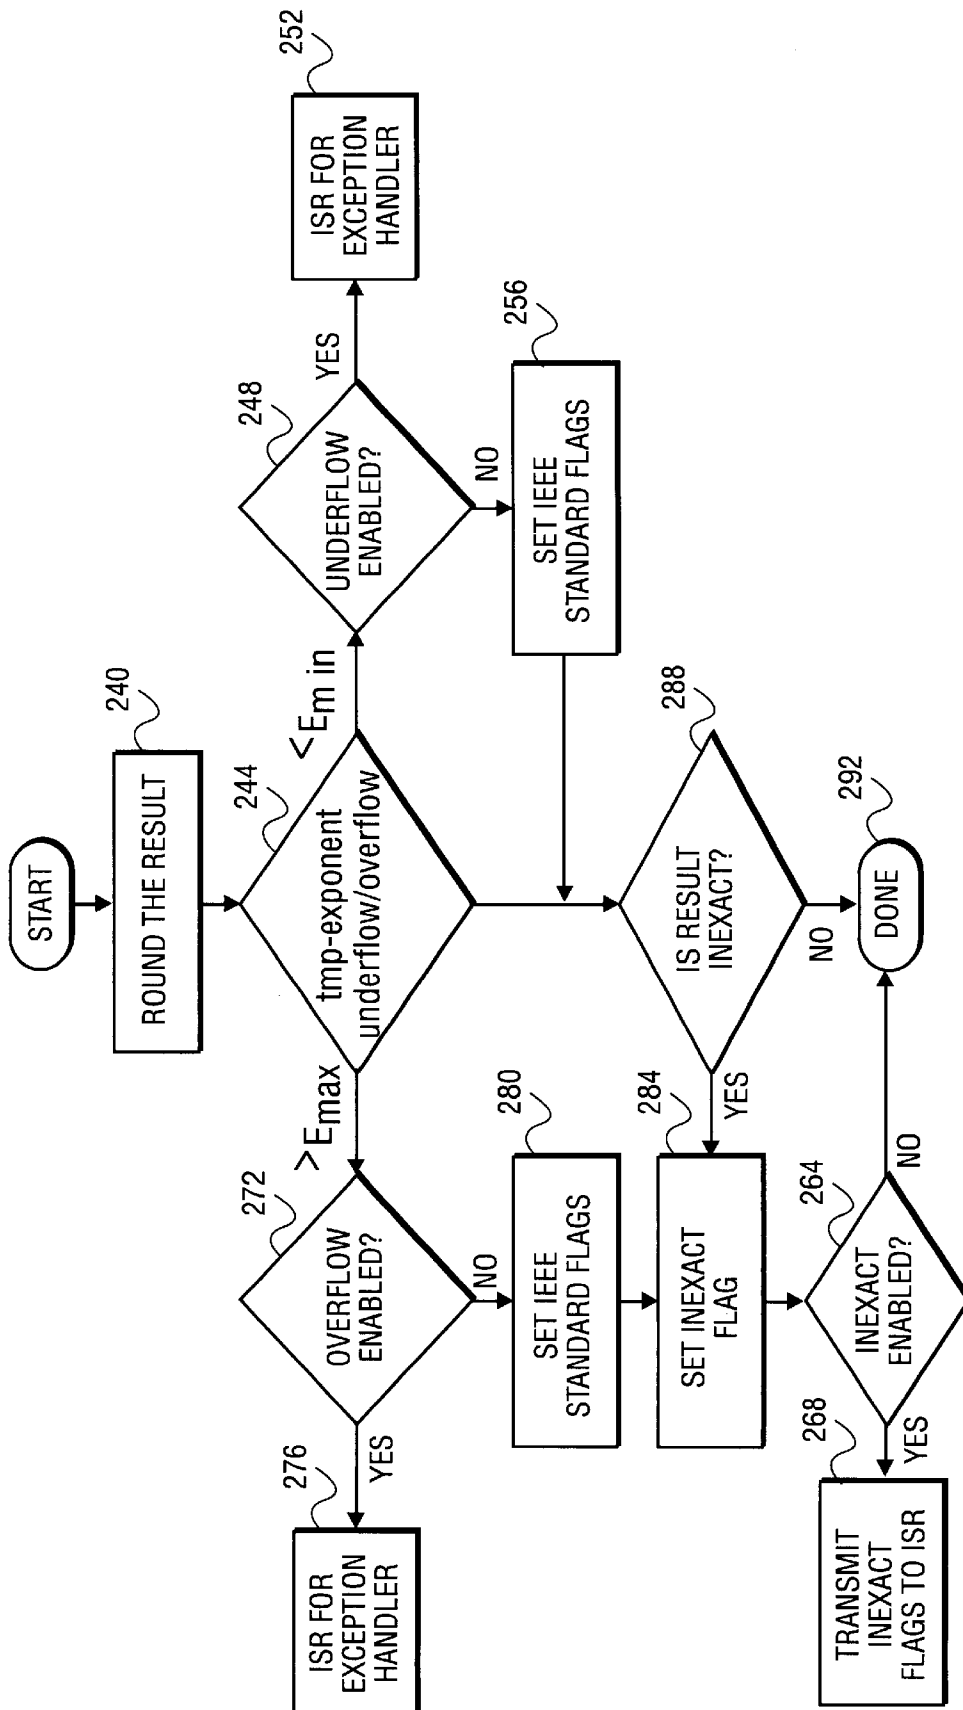 START
240
ROUND THE RESULT
244
tmp-exponent
underflow/overflow
<Em in
>Emax
248
UNDERFLOW
ENABLED?
YES
252
ISR FOR
EXCEPTION
HANDLER
NO
256
SET IEEE
STANDARD FLAGS
272
OVERFLOW
ENABLED?
YES
276
ISR FOR
EXCEPTION
HANDLER
NO
280
SET IEEE
STANDARD FLAGS
288
IS RESULT
INEXACT?
YES
NO
284
SET INEXACT
FLAG
264
INEXACT
ENABLED?
YES
NO
268
TRANSMIT
INEXACT
FLAGS TO ISR
292
DONE